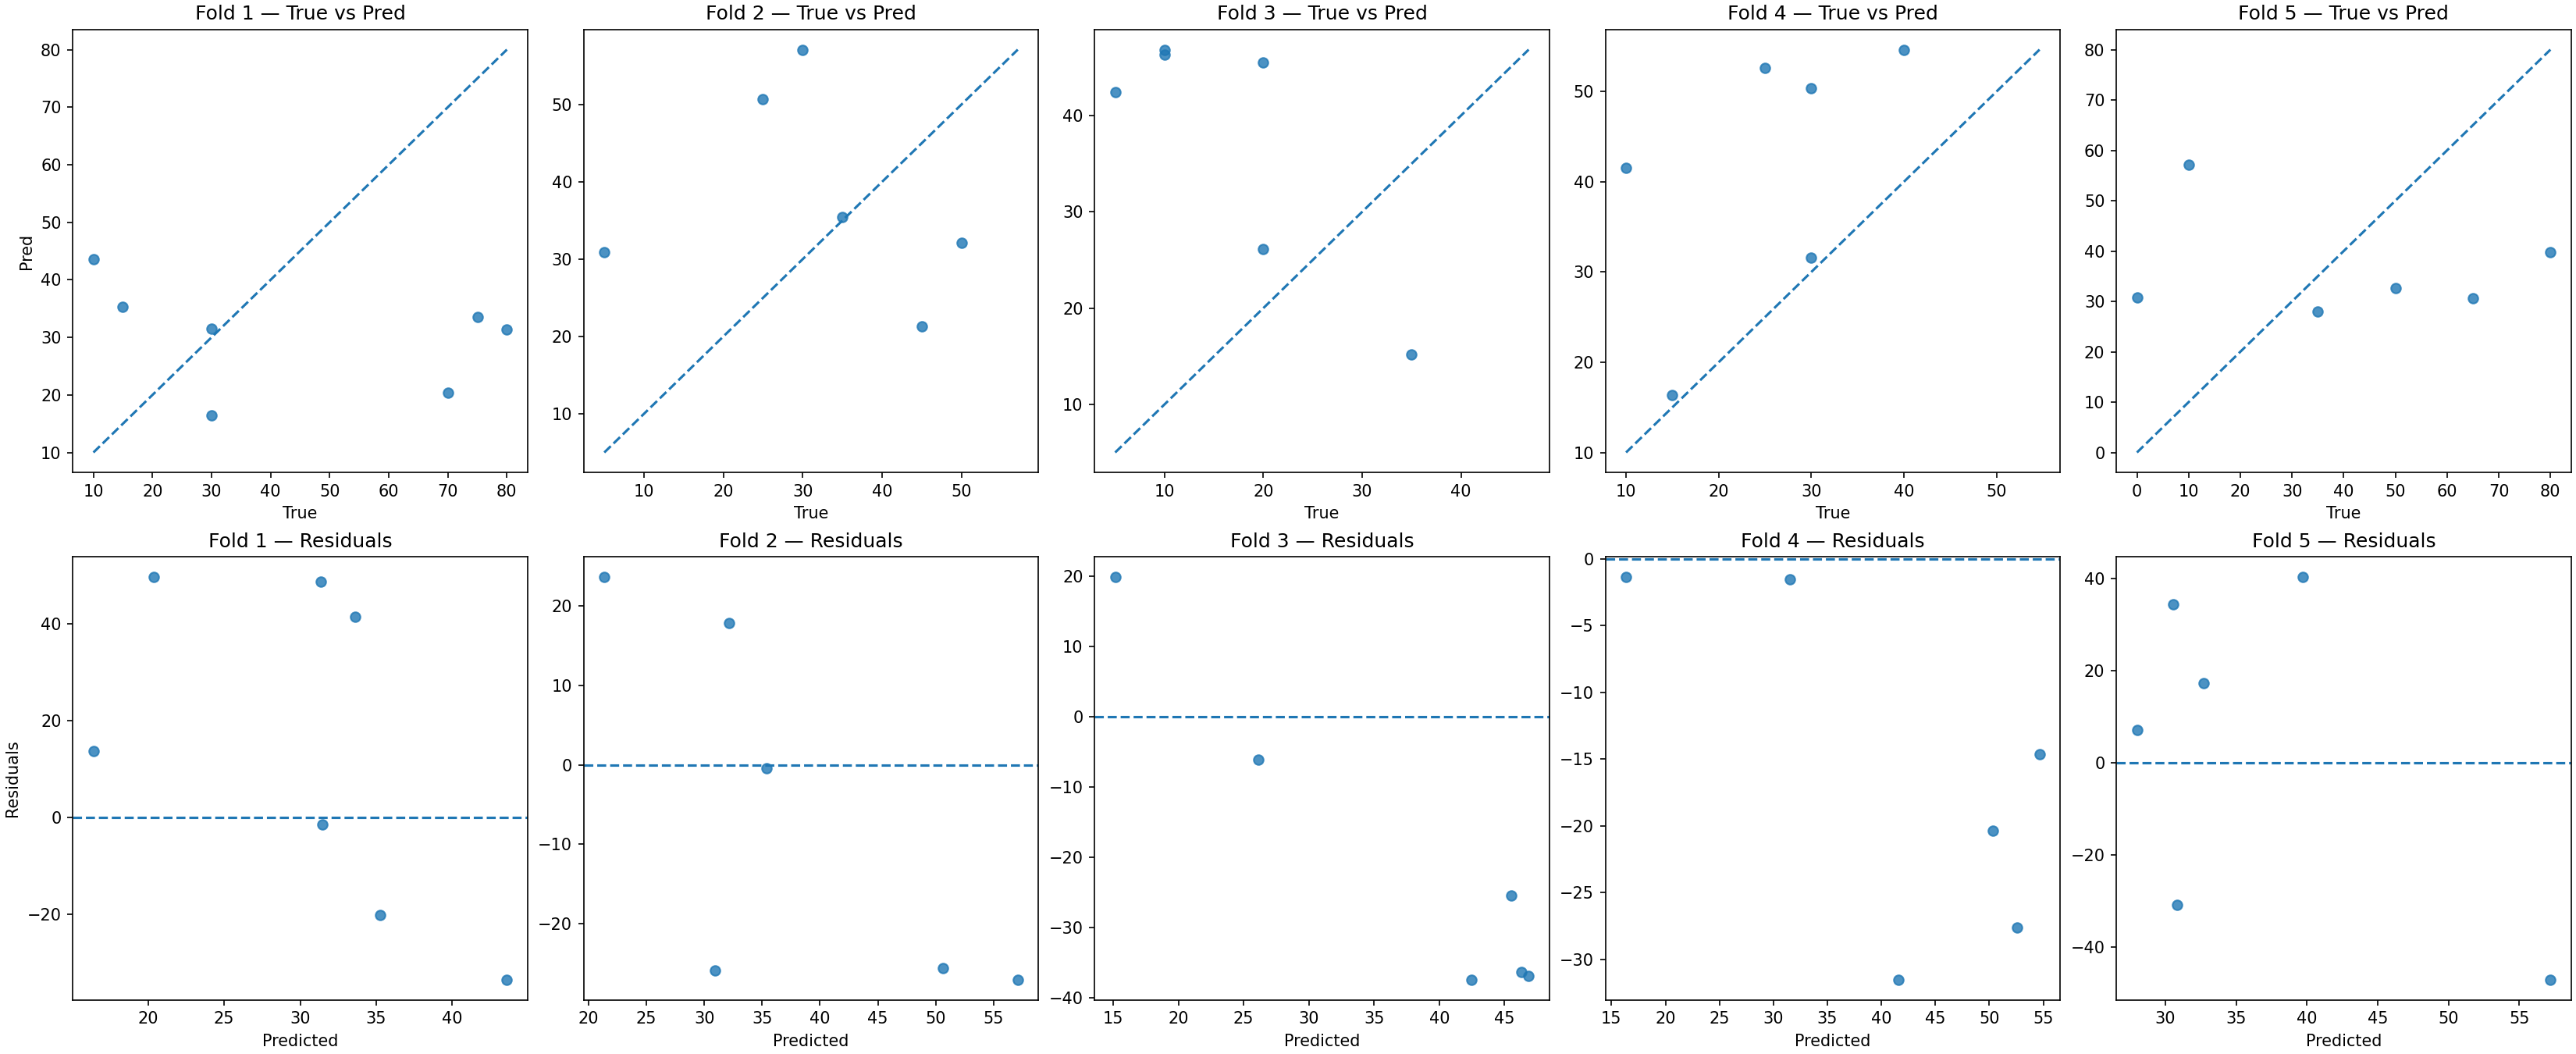 Fold 1 — True vs Pred
Fold 2 — True vs Pred
Fold 3 — True vs Pred
Fold 4 — True vs Pred
Fold 5 — True vs Pred
Pred
80
70
60
50
40
30
20
10
10 20 30 40 50 60 70 80
True
50
40
30
20
10
10 20 30 40 50
True
40
30
20
10
10 20 30 40
True
50
40
30
20
10
10 20 30 40 50
True
80
70
60
50
40
30
20
10
0
0 10 20 30 40 50 60 70 80
True
Fold 1 — Residuals
Fold 2 — Residuals
Fold 3 — Residuals
Fold 4 — Residuals
Fold 5 — Residuals
Residuals
40
20
0
−20
20 25 30 35 40
Predicted
20
10
0
−10
−20
20 25 30 35 40 45 50 55
Predicted
20
10
0
−10
−20
−30
−40
15 20 25 30 35 40 45
Predicted
0
−5
−10
−15
−20
−25
−30
15 20 25 30 35 40 45 50 55
Predicted
40
20
0
−20
−40
30 35 40 45 50 55
Predicted